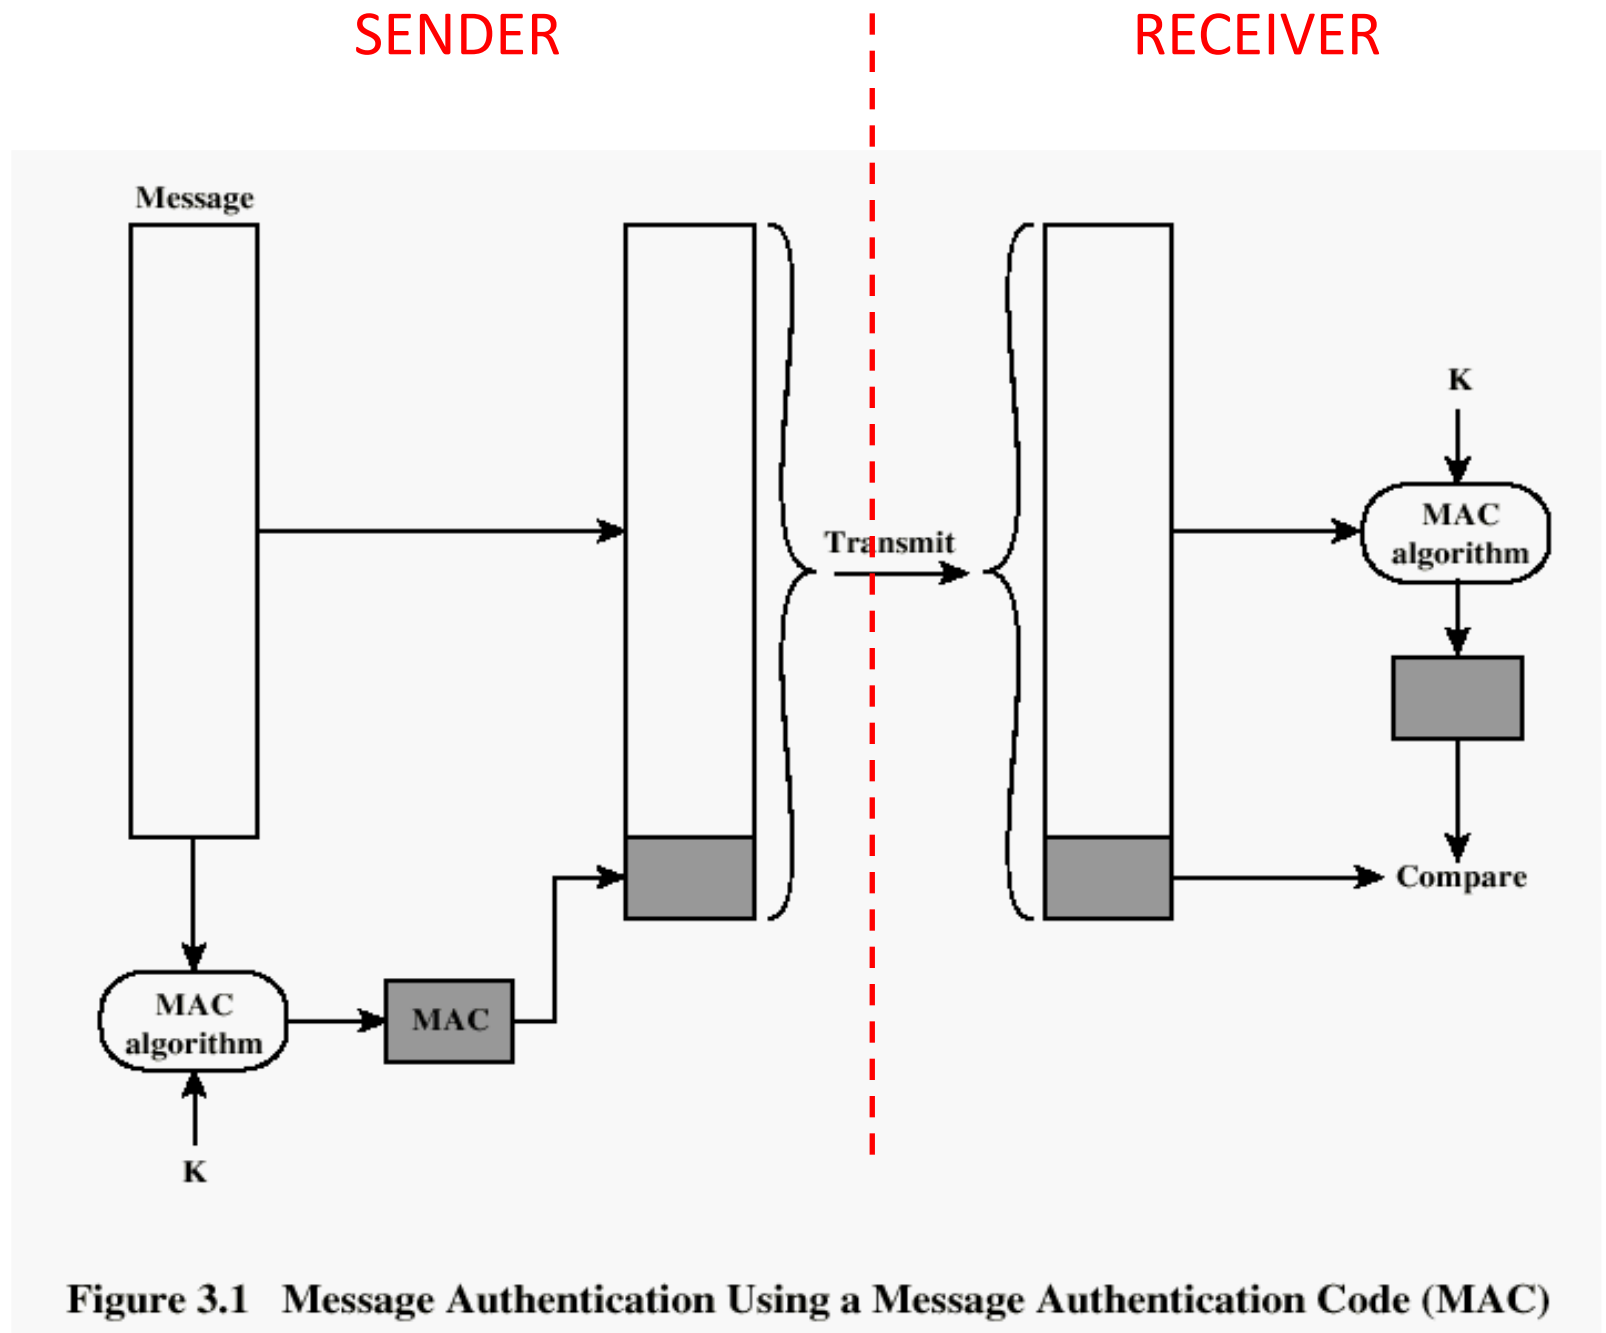 SENDER
RECEIVER
Message
K
MAC
algorithm
Transmit
Compare
MAC
algorithm
MAC
K
Figure 3.1 Message Authentication Using a Message Authentication Code (MAC)